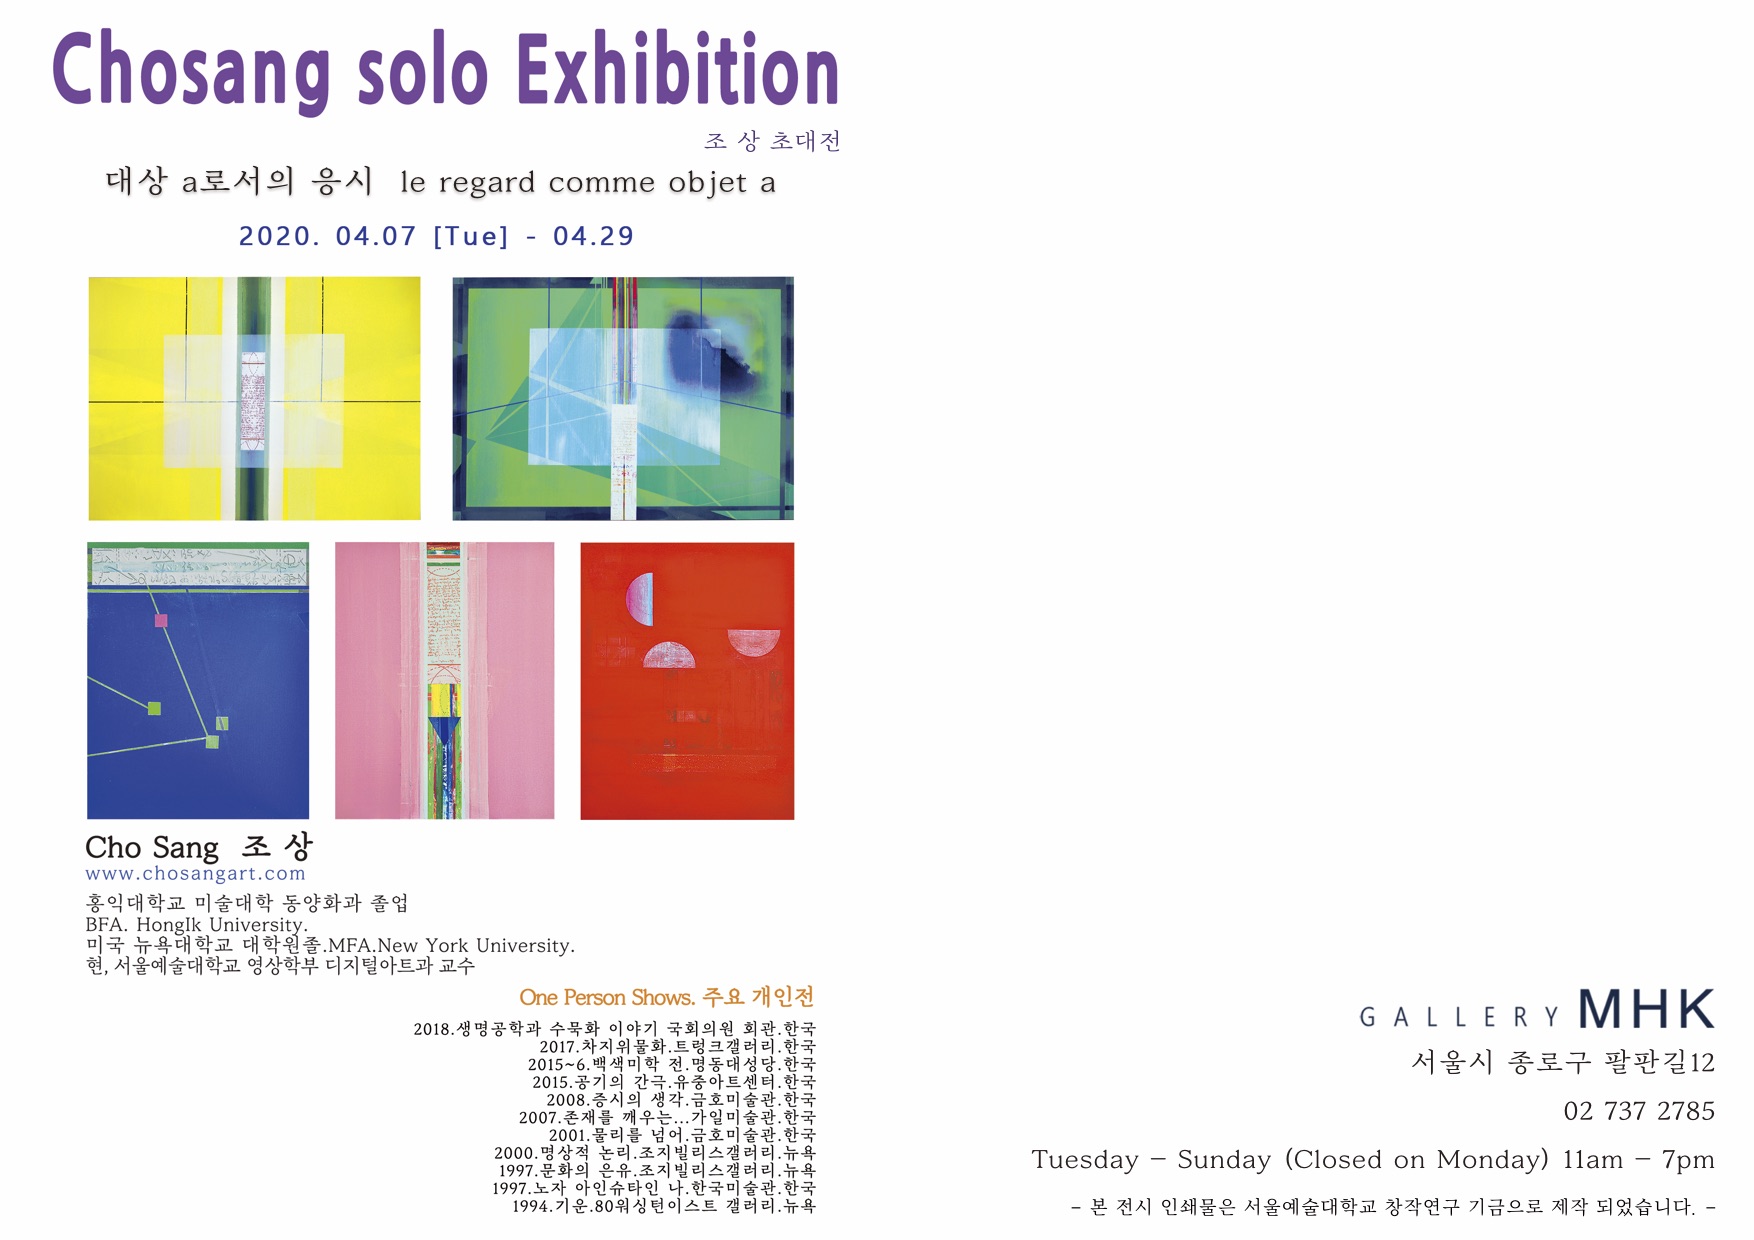 Chosang solo Exhibition
조 상 초대전
대상 a로서의 응시 le regard comme objet a
2020. 04.07 [Tue] - 04.29
Cho Sang 조 상
www.chosangart.com
홍익대학교 미술대학 동양화과 졸업
BFA. HongIk University.
미국 뉴욕대학교 대학원졸.MFA.New York University.
현, 서울예술대학교 영상학부 디지털아트과 교수
One Person Shows. 주요 개인전
2018.생명공학과 수묵화 이야기 국회의원 회관.한국
2017.차지위물화.트렁크갤러리.한국
2015~6.백색미학 전.명동대성당.한국
2015.공기의 간극.유중아트센터.한국
2008.증시의 생각.금호미술관.한국
2007.존재를 깨우는...가일미술관.한국
2001.물리를 넘어.금호미술관.한국
2000.명상적 논리.조지빌리스갤러리.뉴욕
1997.문화의 은유.조지빌리스갤러리.뉴욕
1997.노자 아인슈타인 나.한국미술관.한국
1994.기운.80워싱턴이스트 갤러리.뉴욕
GALLERY MHK
서울시 종로구 팔판길12
02 737 2785
Tuesday – Sunday (Closed on Monday) 11am – 7pm
– 본 전시 인쇄물은 서울예술대학교 창작연구 기금으로 제작 되었습니다. –